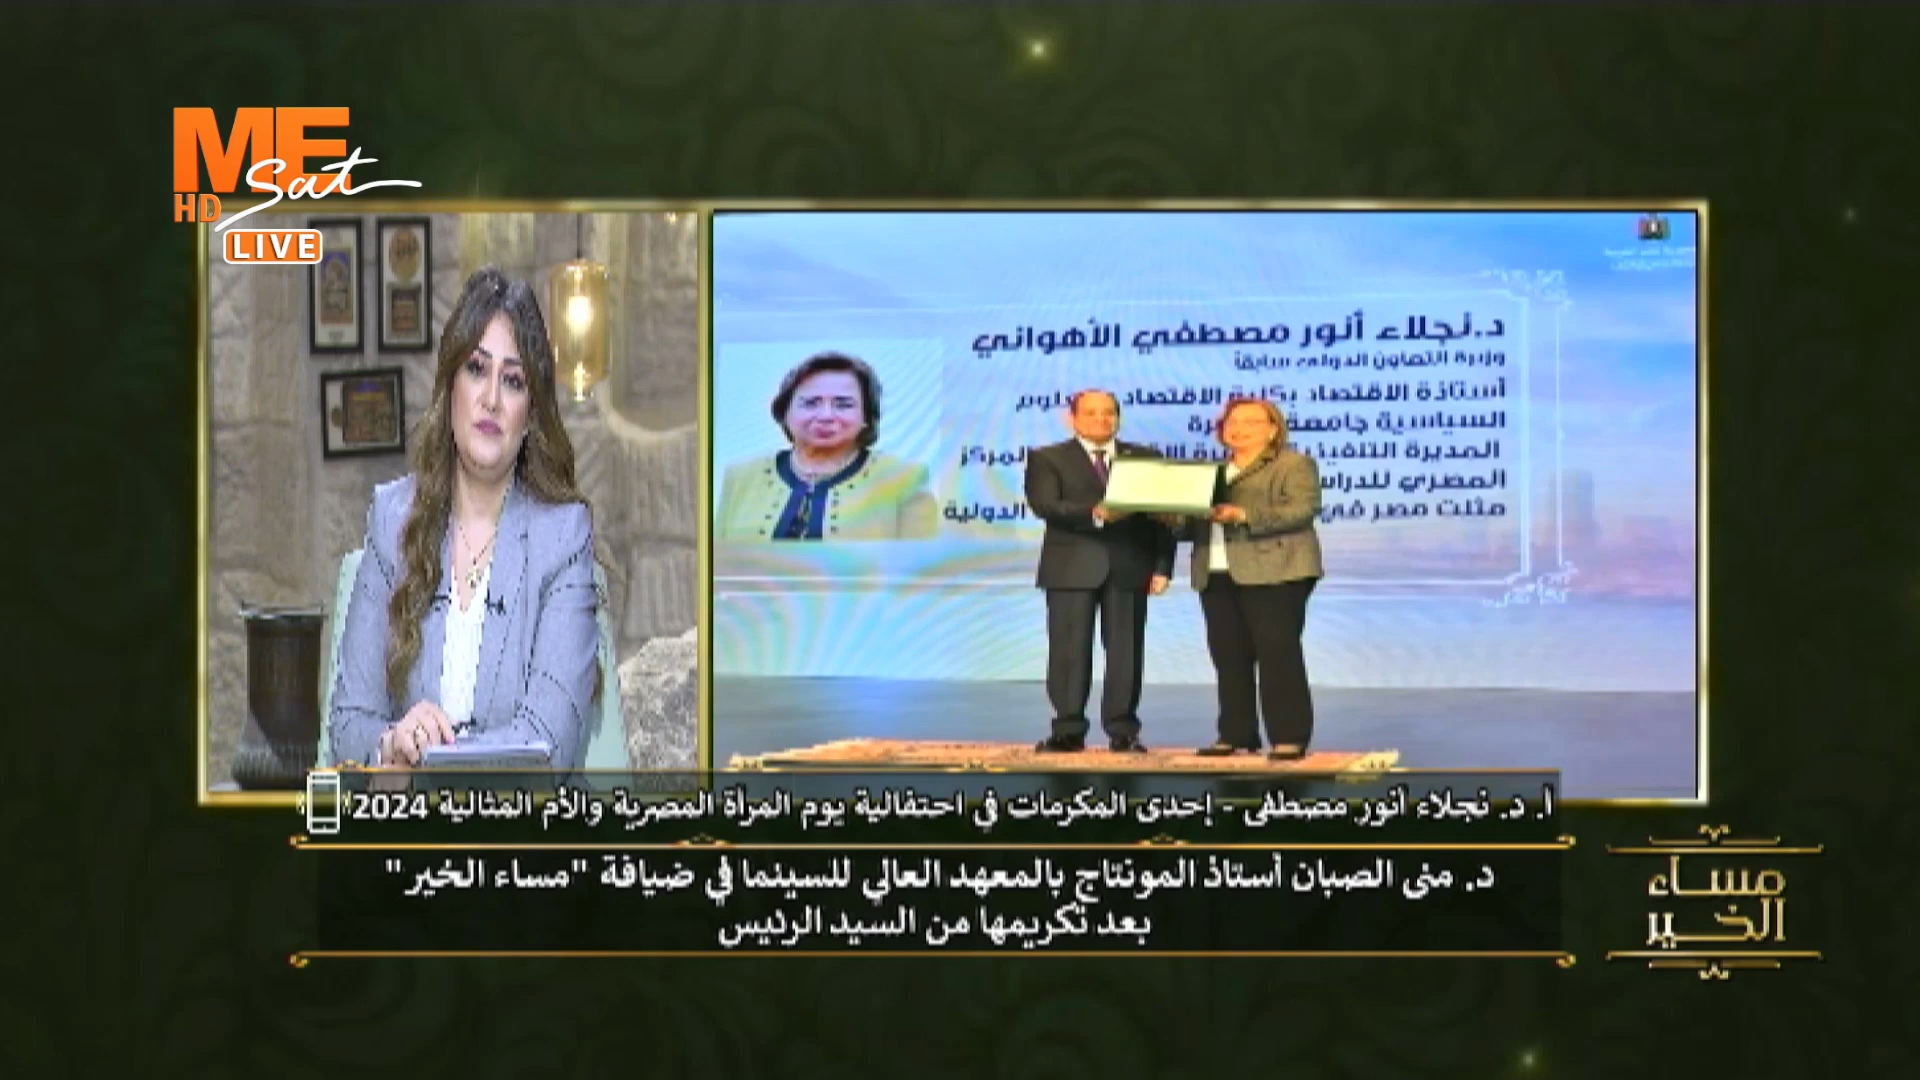 ME
Sat
HD
LIVE
د.نجلاء أنور مصطفي الأهواني
وزيرة التعاون الدولي سابقاً
أستاذة الاقتصاد بكلية الاقتصاد
السياسية جامعة
المديرة المركز
المصري للدراس
مثلت مصر في الدولية
أ. د. نجلاء أنور مصطفى - إحدى المكرمات في احتفالية يوم المرأة المصرية والأم المثالية 2024
د. منى الصبان أستاذ المونتاج بالمعهد العالي للسينما في ضيافة "مساء الخير"
بعد تكريمها من السيد الرئيس
مساء
الخير